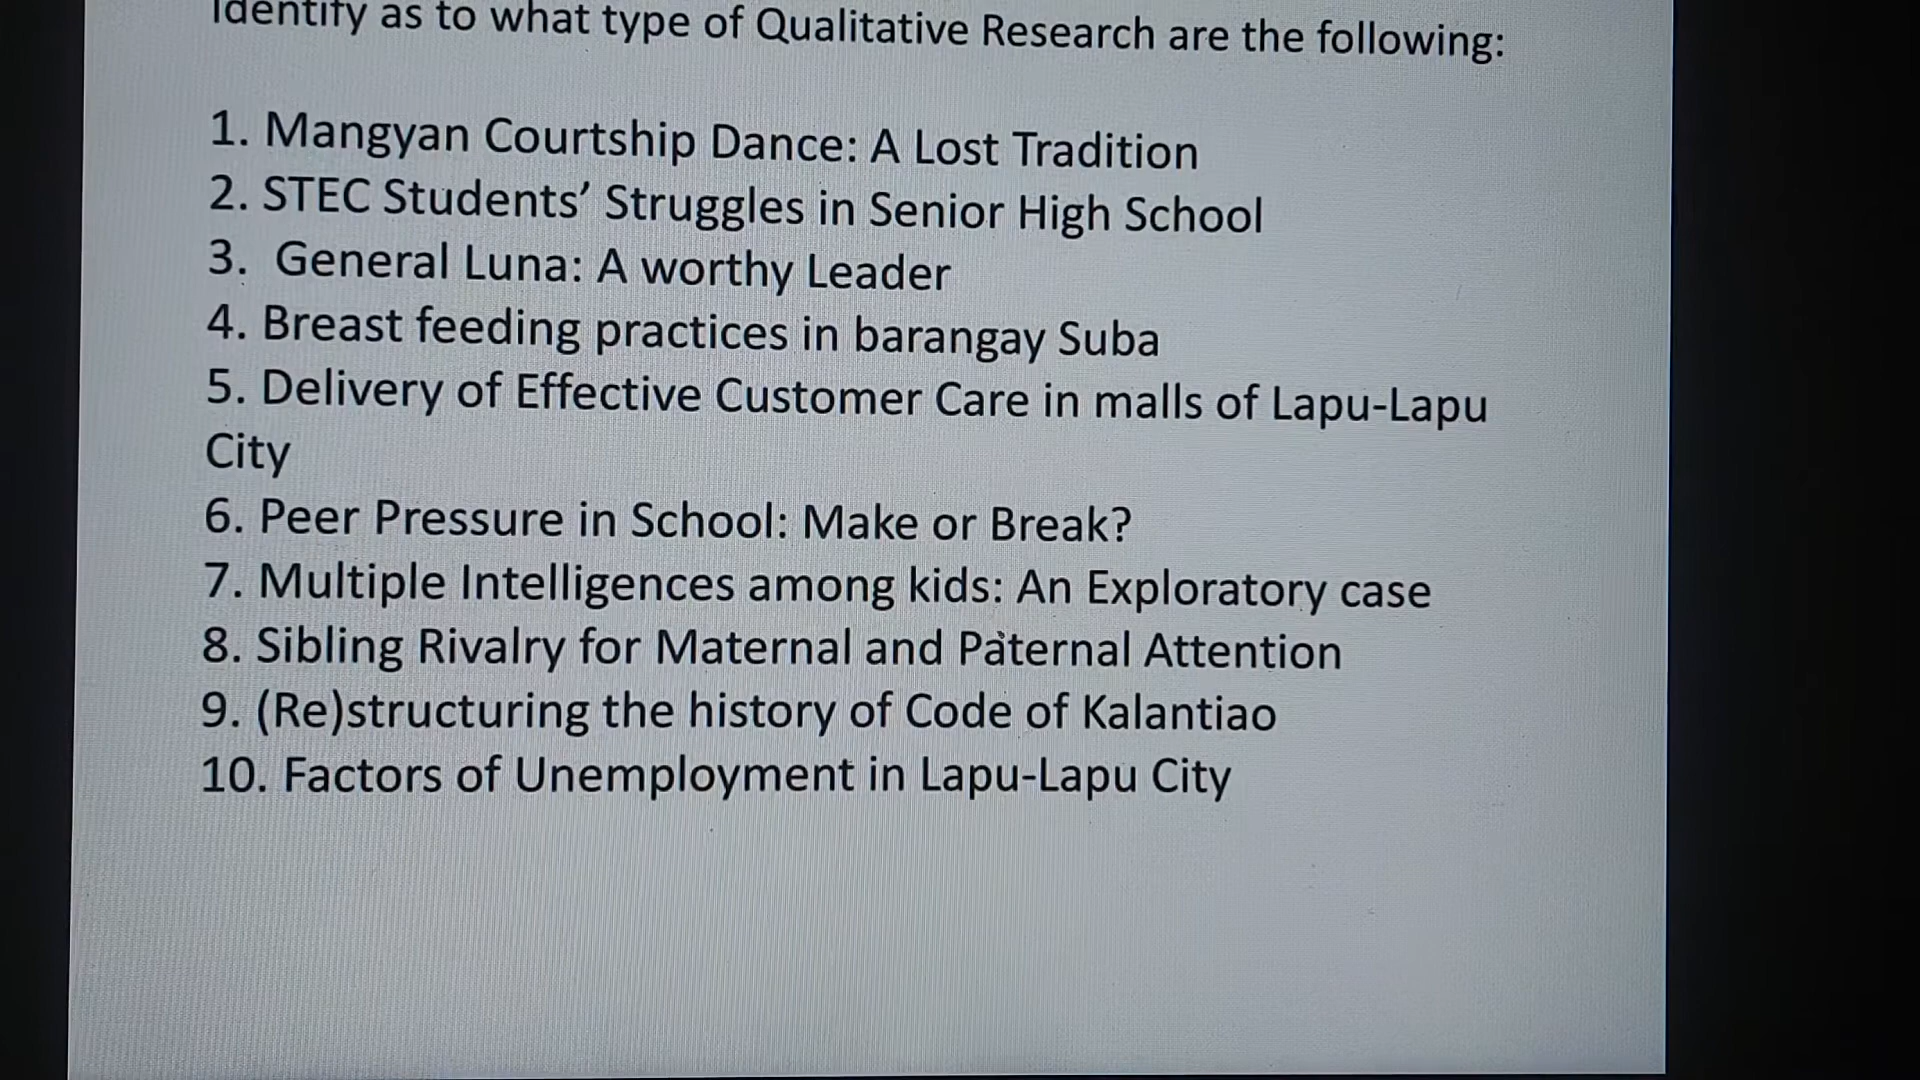 Identify as to what type of Qualitative Research are the following:
1. Mangyan Courtship Dance: A Lost Tradition
2. STEC Students’ Struggles in Senior High School
3. General Luna: A worthy Leader
4. Breast feeding practices in barangay Suba
5. Delivery of Effective Customer Care in malls of Lapu-Lapu
City
6. Peer Pressure in School: Make or Break?
7. Multiple Intelligences among kids: An Exploratory case
8. Sibling Rivalry for Maternal and Paternal Attention
9. (Re)structuring the history of Code of Kalantiao
10. Factors of Unemployment in Lapu-Lapu City